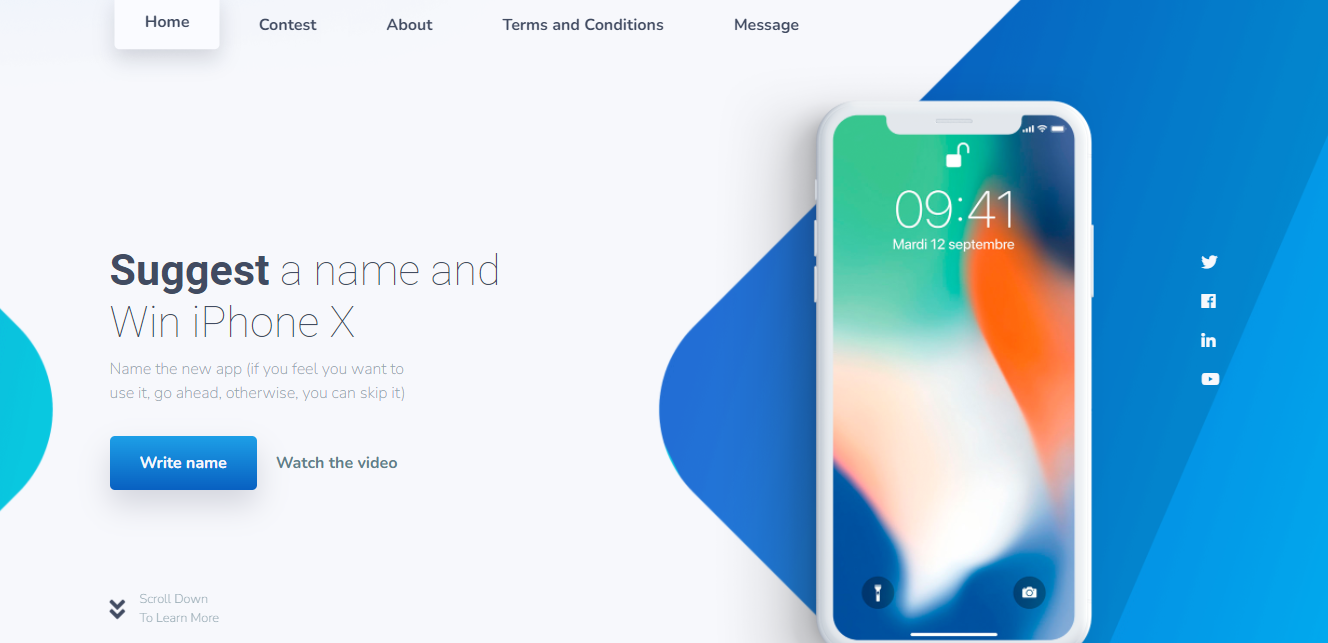 Home
Contest
About
Terms and Conditions
Message
09:41
Mardi 12 septembre
Suggest a name and
Win iPhone X
Name the new app (if you feel you want to
use it, go ahead, otherwise, you can skip it)
Write name
Watch the video
Scroll Down
To Learn More